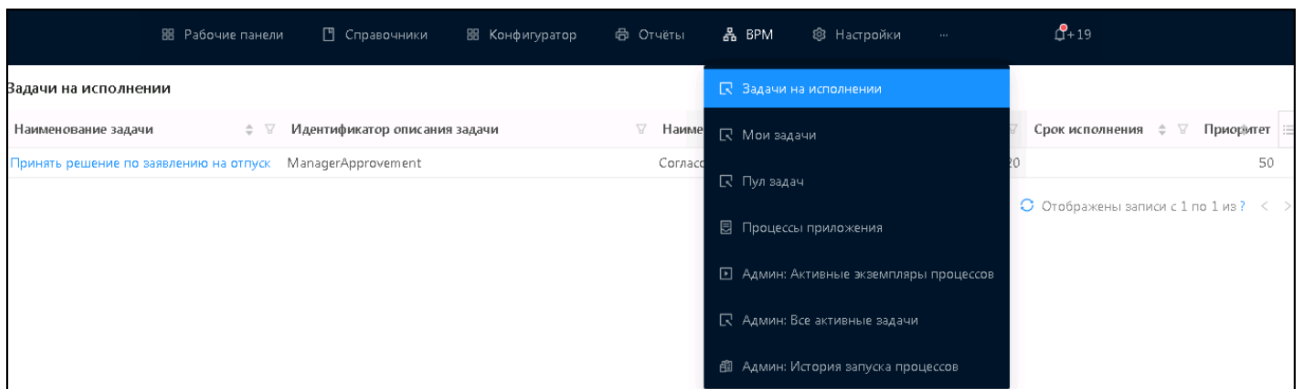 Рабочие панели Справочники Конфигуратор Отчёты BPM Настройки ... +19
Задачи на исполнении
Задачи на исполнении
Наименование задачи Идентификатор описания задачи Срок исполнения Приоритет
Мои задачи
Принять решение по заявлению на отпуск ManagerApprovement 50
Пул задач
Отображены записи с 1 по 1 из ? < >
Процессы приложения
Админ: Активные экземпляры процессов
Админ: Все активные задачи
Админ: История запуска процессов